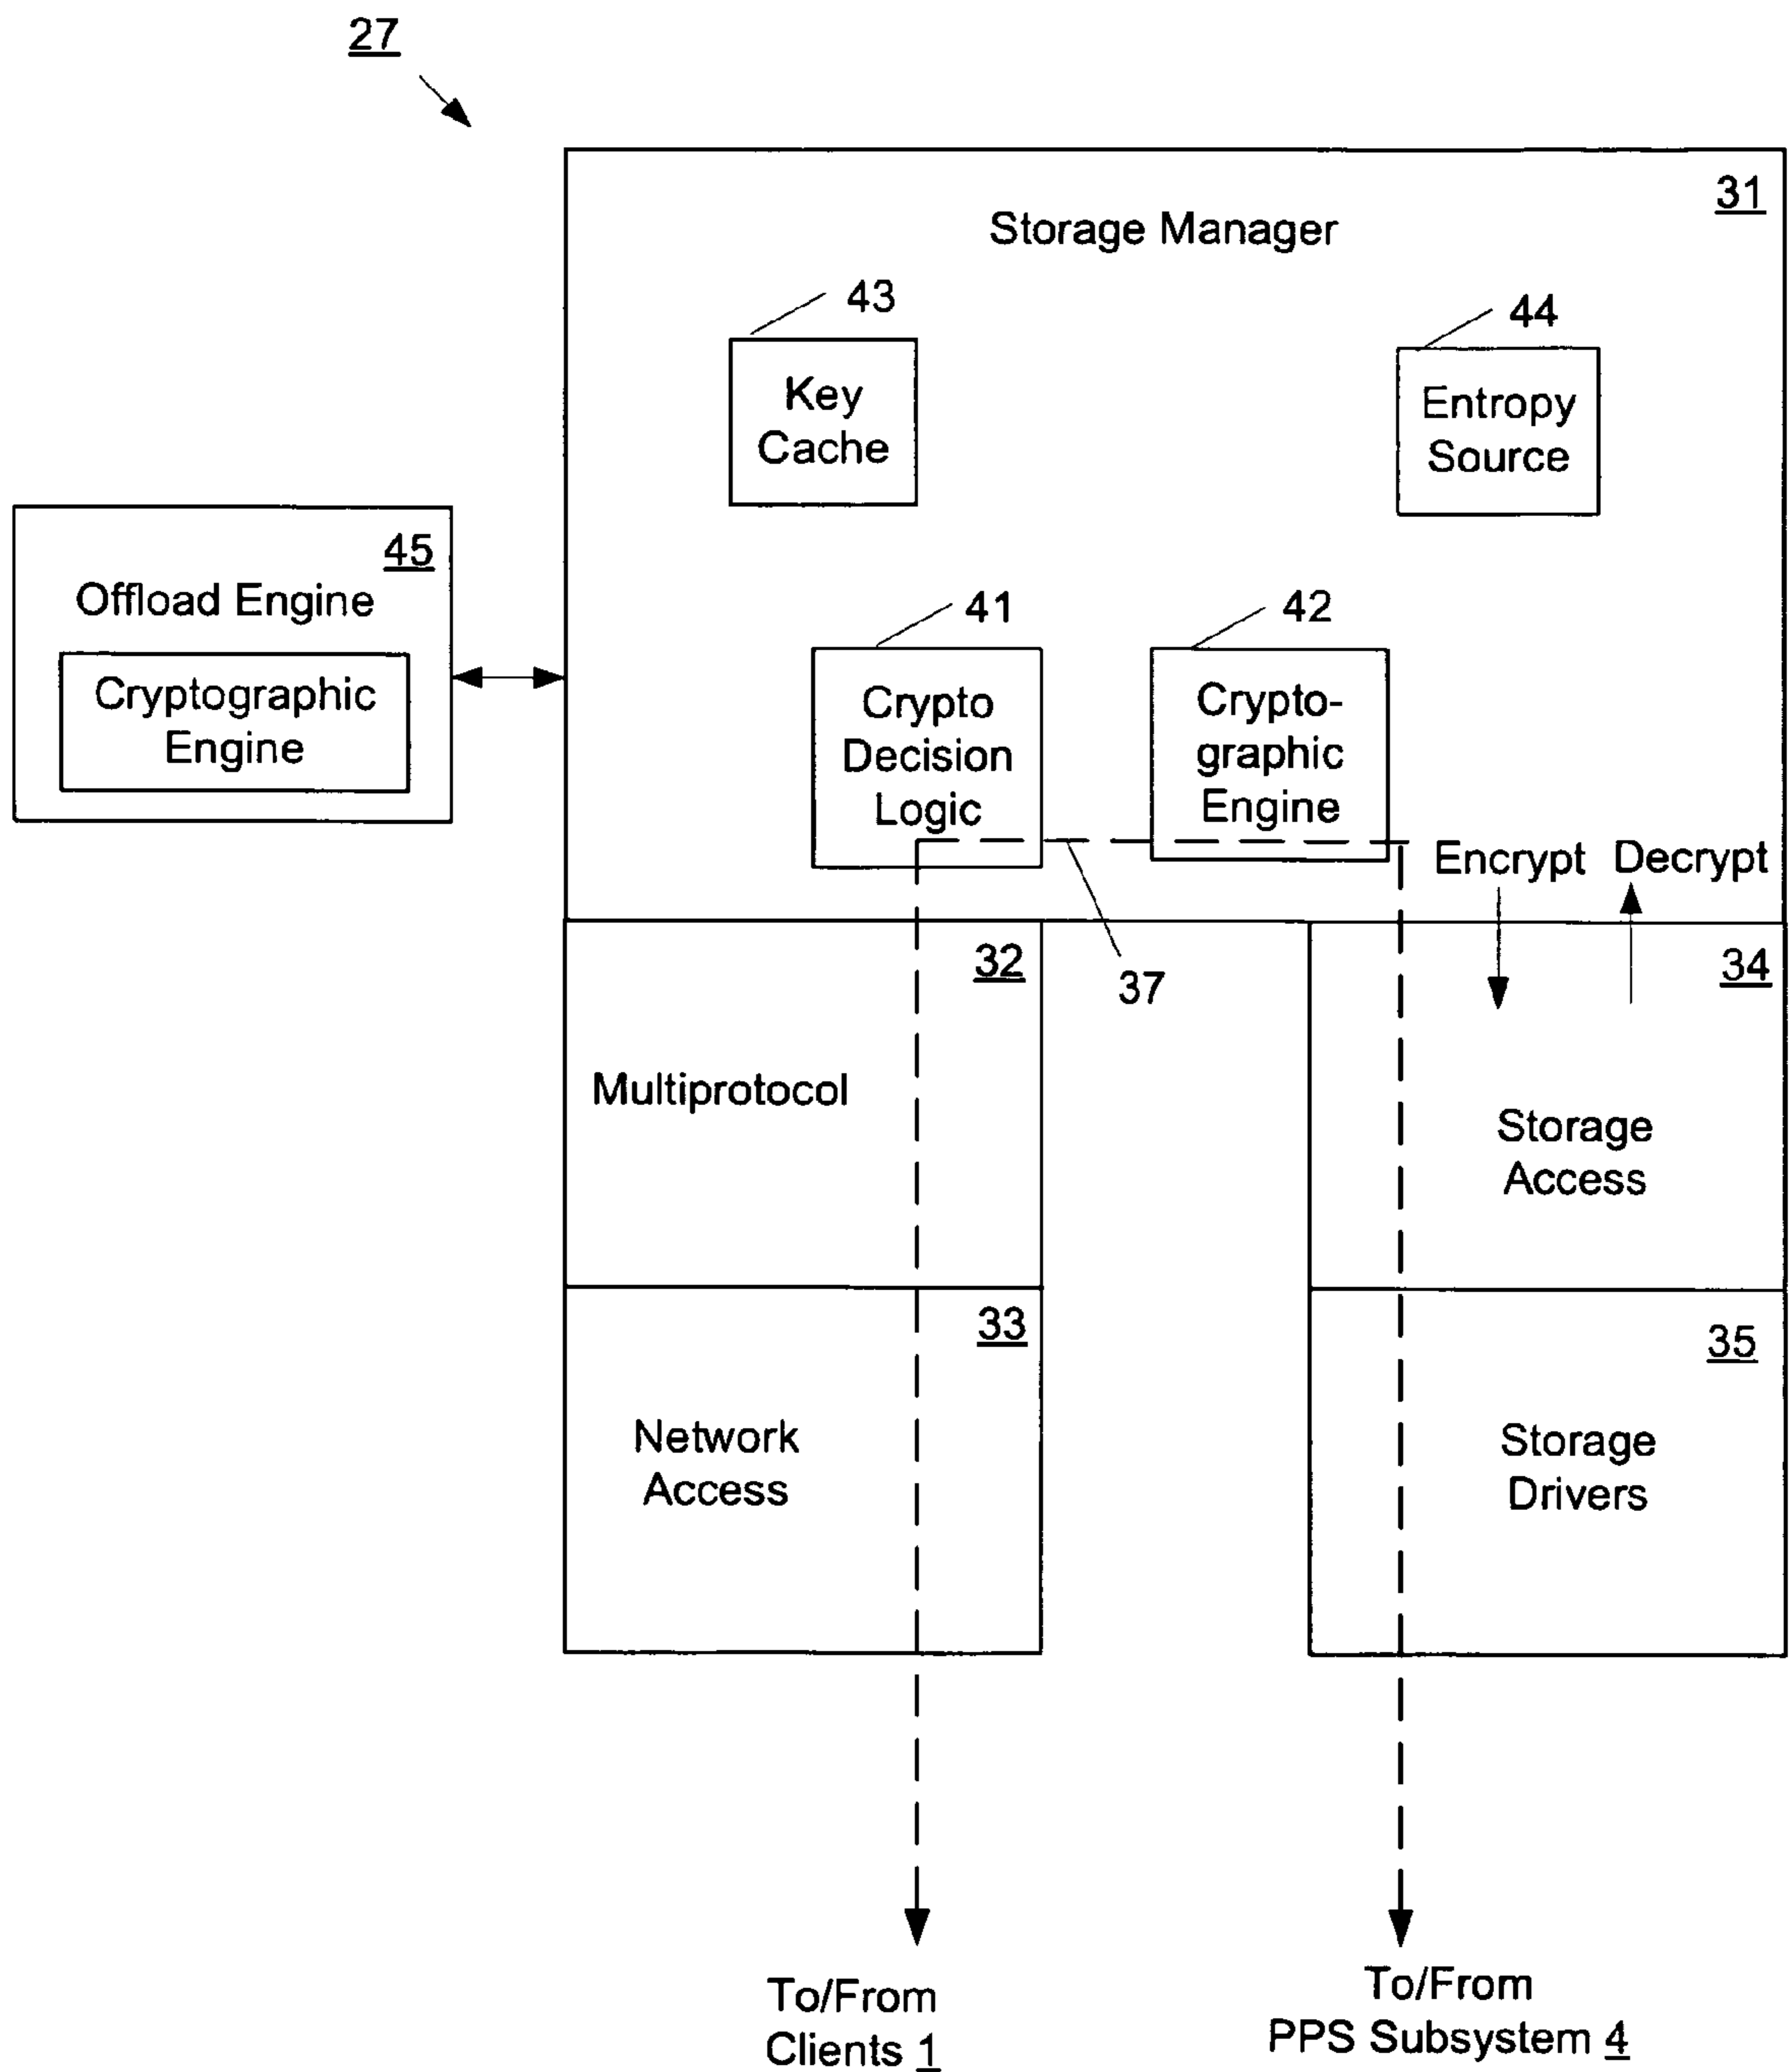 27
31
Storage Manager
43
44
Key
Cache
Entropy
Source
45
Offload Engine
Cryptographic
Engine
41
42
Crypto
Decision
Logic
Crypto-
graphic
Engine
Encrypt Decrypt
37
32
Multiprotocol
34
Storage
Access
33
Network
Access
35
Storage
Drivers
To/From
Clients 1
To/From
PPS Subsystem 4